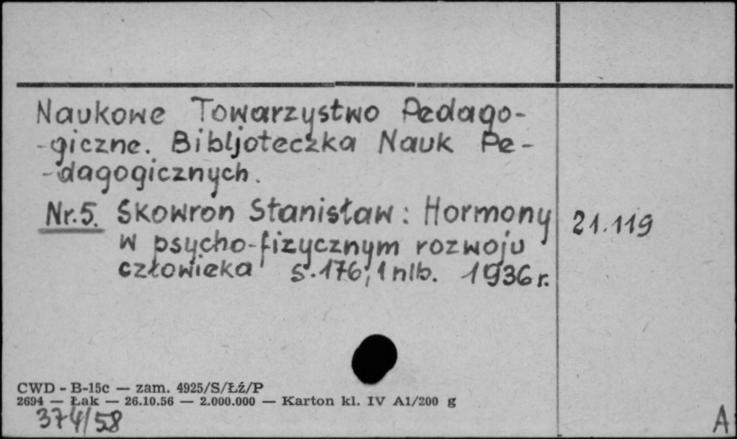 Naukowe Towarzystwo Pedago-
-giczne. Bibljoteczka Nauk Pe-
-dagogicznych.
Nr.5. Skowron Stanisław: Hormony 21.119
w psycho-fizycznym rozwoju
człowieka s.176, 1 nlb. 1936 r.
CWD - B-15c — zam. 4925/S/Łź/P
2694 — Łak — 26.10.56 — 2.000.000 — Karton kl. IV A1/200 g
374/58
A